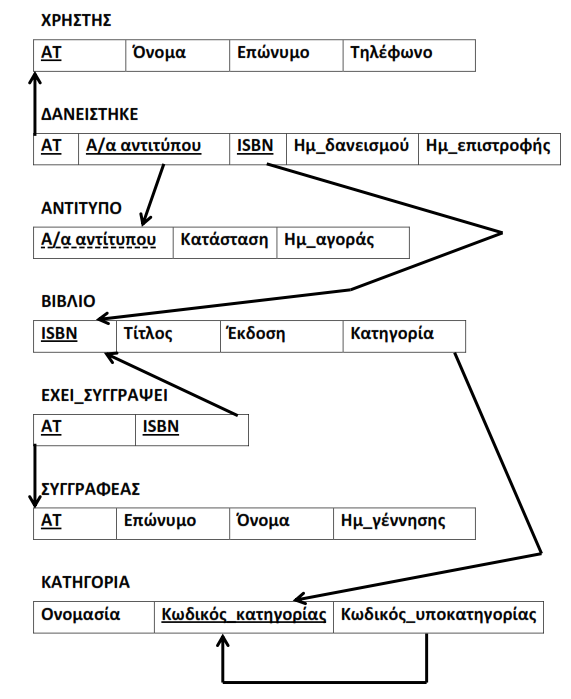 ΧΡΗΣΤΗΣ
ΑΤ Όνομα Επώνυμο Τηλέφωνο
ΔΑΝΕΙΣΤΗΚΕ
ΑΤ Α/α αντιτύπου ISBN Ημ_δανεισμού Ημ_επιστροφής
ΑΝΤΙΤΥΠΟ
Α/α αντίτυπου Κατάσταση Ημ_αγοράς
ΒΙΒΛΙΟ
ISBN Τίτλος Έκδοση Κατηγορία
ΕΧΕΙ_ΣΥΓΓΡΑΨΕΙ
ΑΤ ISBN
ΣΥΓΓΡΑΦΕΑΣ
ΑΤ Επώνυμο Όνομα Ημ_γέννησης
ΚΑΤΗΓΟΡΙΑ
Ονομασία Κωδικός_κατηγορίας Κωδικός_υποκατηγορίας